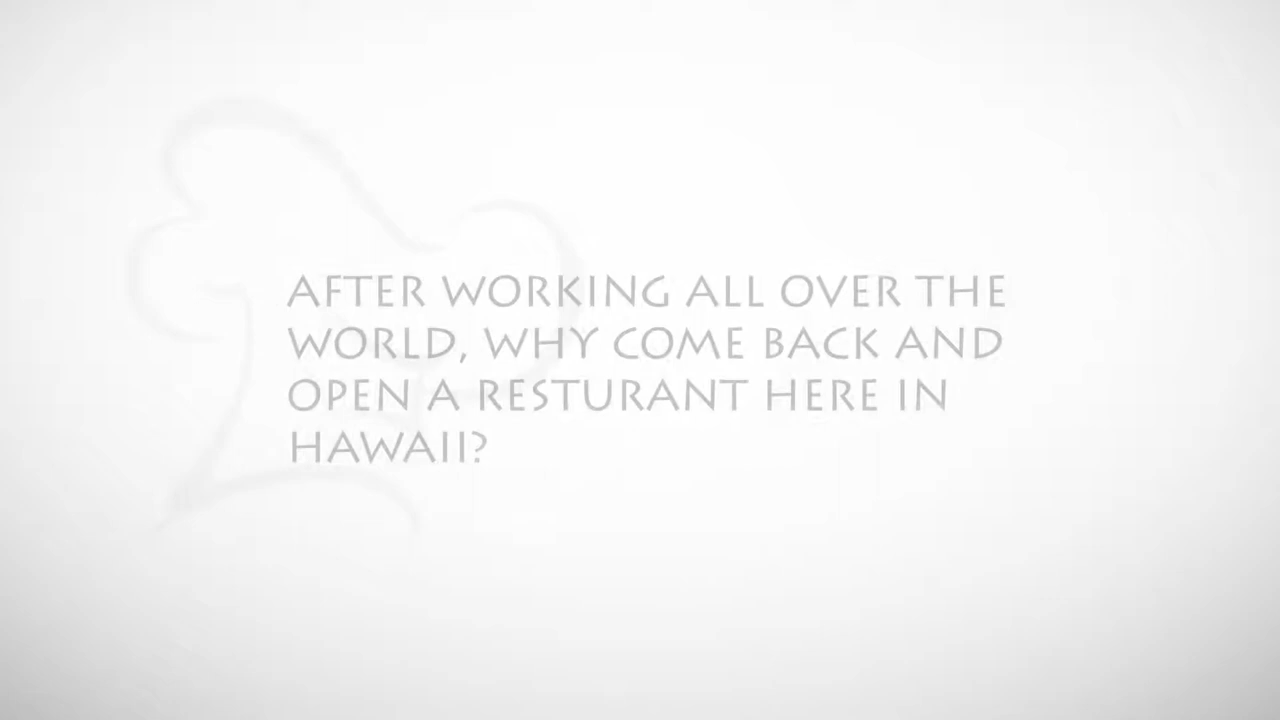 AFTER WORKING ALL OVER THE
WORLD, WHY COME BACK AND
OPEN A RESTURANT HERE IN
HAWAII?